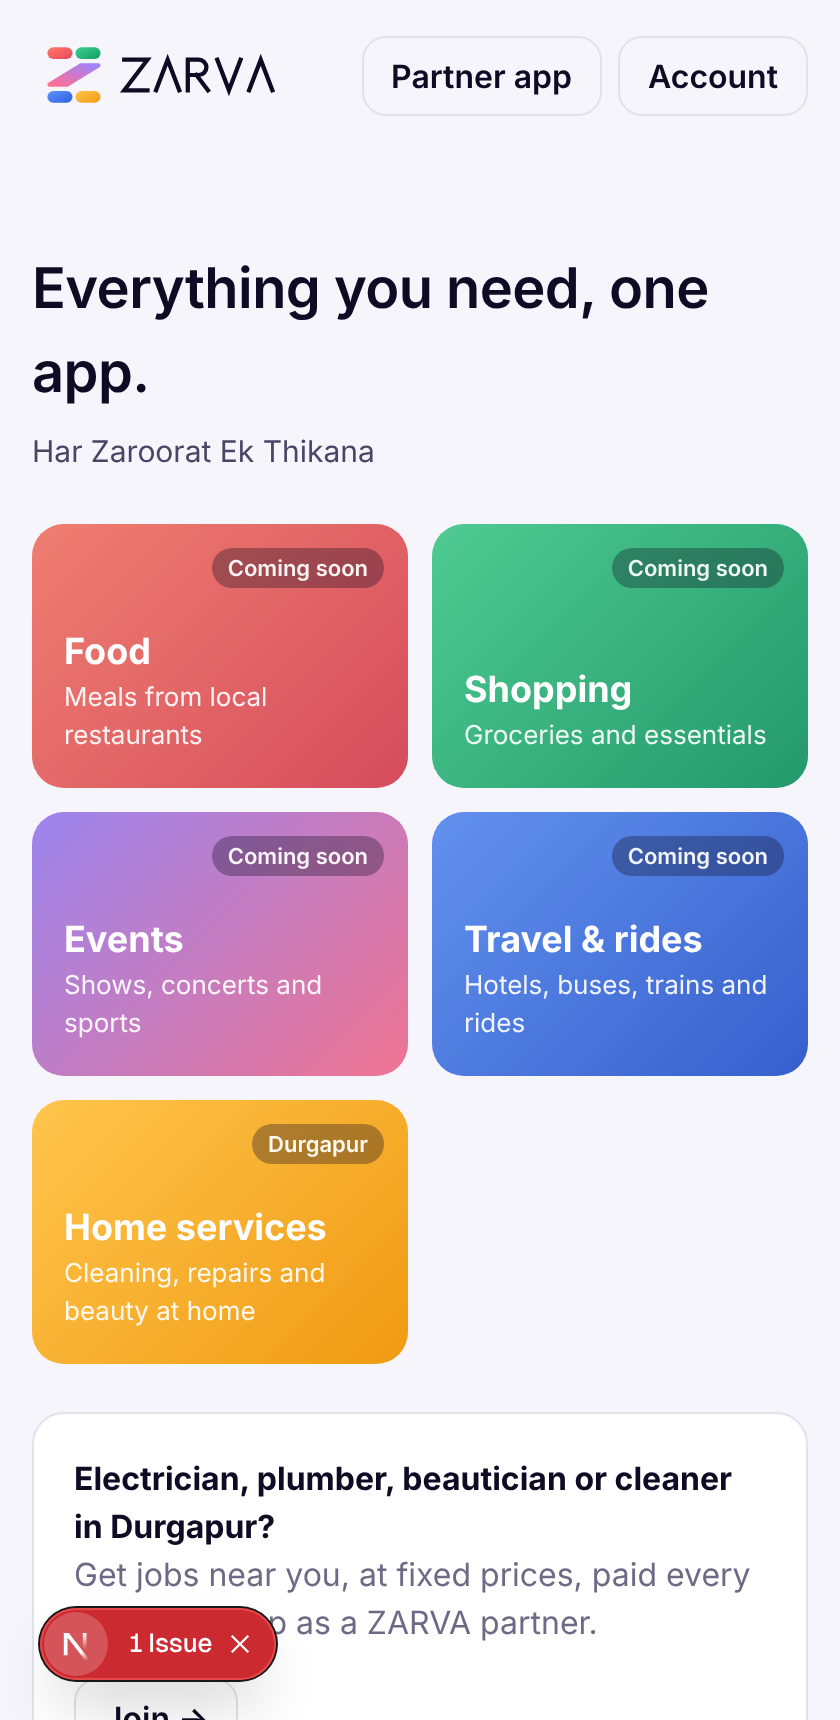 ZARVA
Partner app
Account
Everything you need, one
app.
Har Zaroorat Ek Thikana
Coming soon
Food
Meals from local
restaurants
Coming soon
Shopping
Groceries and essentials
Coming soon
Events
Shows, concerts and
sports
Coming soon
Travel & rides
Hotels, buses, trains and
rides
Durgapur
Home services
Cleaning, repairs and
beauty at home
Electrician, plumber, beautician or cleaner
in Durgapur?
Get jobs near you, at fixed prices, paid every
as a ZARVA partner.
N 1 Issue ×
Join →